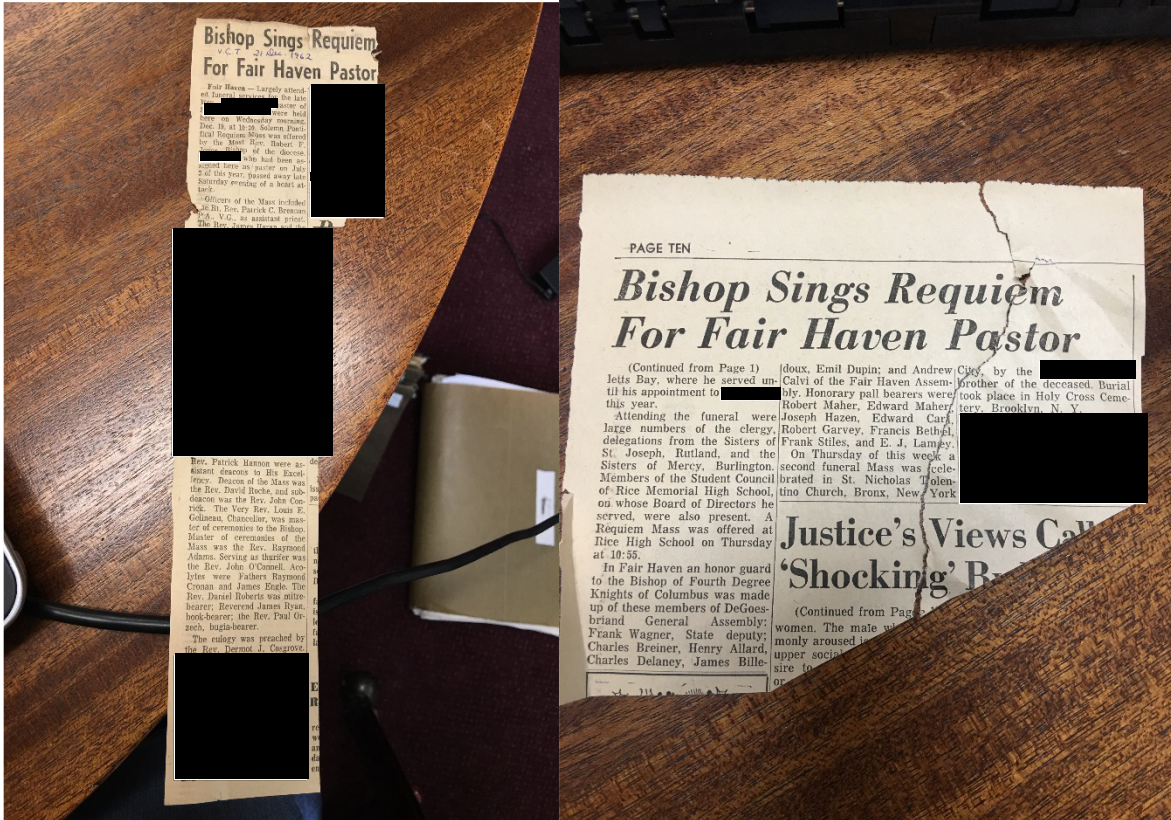 Bishop Sings Requiem
V.C.T 21 Dec. 1962
For Fair Haven Pastor
Fair Haven — Largely attend-
ed funeral services for the late
were held
here on Wednesday morning,
Dec. 19, at 10:30. Solemn Ponti-
fical Requiem Mass was offered
by the Most Rev. Robert F.
Bishop of the diocese.
who had been as-
signed here as pastor on July
2 of this year, passed away late
Saturday evening of a heart at-
tack.
Officers of the Mass included
Rt. Rev. Patrick C. Brennan
P.A., V.G., as assistant priest.
The Rev. James
Rev. Patrick Hannon were as-
sistant deacons to His Excel-
lency. Deacon of the Mass was
the Rev. David Roche, and sub-
deacon was the Rev. John Con-
rick. The Very Rev. Louis E.
Gelineau, Chancellor, was mas-
ter of ceremonies to the Bishop.
Master of ceremonies of the
Mass was the Rev. Raymond
Adams. Serving as thurifer was
the Rev. John O'Connell. Aco-
lytes were Fathers Raymond
Cronan and James Engle. The
Rev. Daniel Roberts was mitre-
bearer; Reverend James Ryan,
book-bearer; the Rev. Paul Or-
zech, bugia-bearer.
The eulogy was preached by
the Rev. Dermot J. Cosgrove,
PAGE TEN
Bishop Sings Requiem
For Fair Haven Pastor
(Continued from Page 1)
letts Bay, where he served un-
til his appointment to
this year.
Attending the funeral were
large numbers of the clergy,
delegations from the Sisters of
St. Joseph, Rutland, and the
Sisters of Mercy, Burlington.
Members of the Student Council
of Rice Memorial High School,
on whose Board of Directors he
served, were also present. A
Requiem Mass was offered at
Rice High School on Thursday
at 10:55.
In Fair Haven an honor guard
to the Bishop of Fourth Degree
Knights of Columbus was made
up of these members of DeGoes-
briand General Assembly:
Frank Wagner, State deputy;
Charles Breiner, Henry Allard,
Charles Delaney, James Bille-
doux, Emil Dupin; and Andrew
Calvi of the Fair Haven Assem-
bly. Honorary pall bearers were
Robert Maher, Edward Maher,
Joseph Hazen, Edward Carl,
Robert Garvey, Francis Bethel,
Frank Stiles, and E. J. Lamey.
On Thursday of this week a
second funeral Mass was cele-
brated in St. Nicholas Tolen-
tino Church, Bronx, New York
City, by the
brother of the deceased. Burial
took place in Holy Cross Ceme-
tery, Brooklyn, N. Y.
Justice's Views
'Shocking'
(Continued from Page
women. The male
monly aroused
upper social
sire to
or